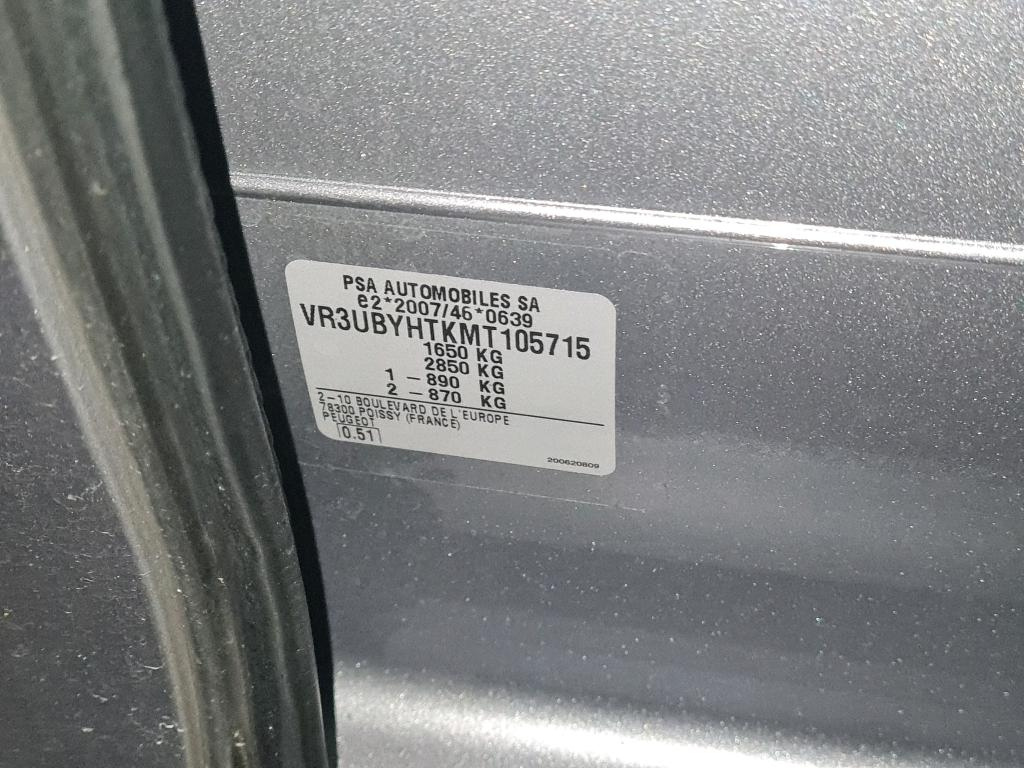 PSA AUTOMOBILES SA
e2*2007/46*0639
VR3UBYHTKMT105715
1650 KG
2850 KG
1 – 890 KG
2 – 870 KG
2–10 BOULEVARD DE L'EUROPE
78300 POISSY (FRANCE)
PEUGEOT
0.51
200620809